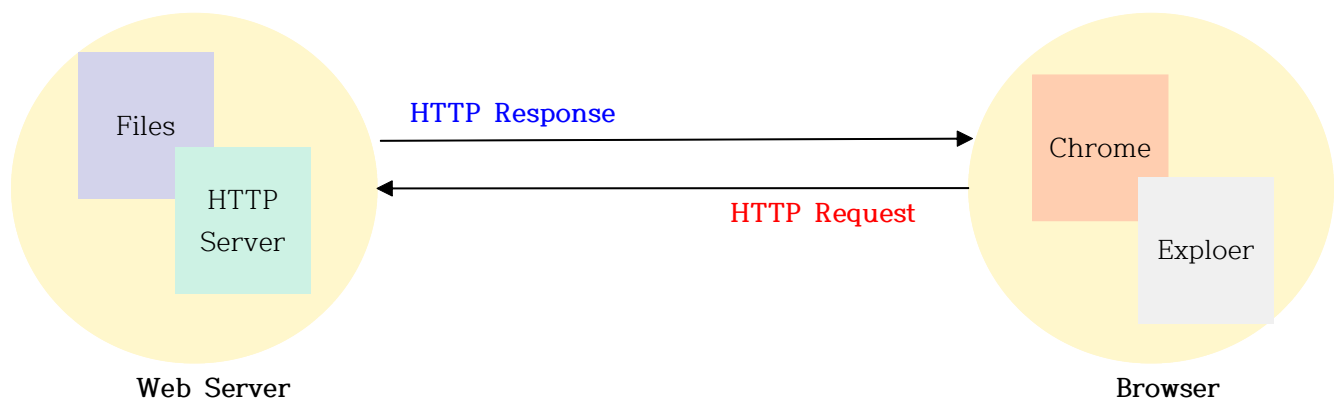 Files
HTTP
Server
HTTP Response
HTTP Request
Chrome
Exploer
Web Server
Browser